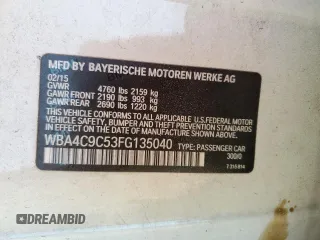 MFD BY BAYERISCHE MOTOREN WERKE AG
02/15
GVWR 4760 lbs 2159 kg
GAWR FRONT 2190 lbs 993 kg
GAWR REAR 2690 lbs 1220 kg
THIS VEHICLE CONFORMS TO ALL APPLICABLE
FEDERAL MOTOR VEHICLE SAFETY, BUMPER AND
THEFT PREVENTION STANDARDS IN EFFECT ON THE
DATE OF MANUFACTURE SHOWN ABOVE.
WBA4C9C53FG135040 TYPE: PASSENGER CAR
300/0
AUTOBIDMASTER